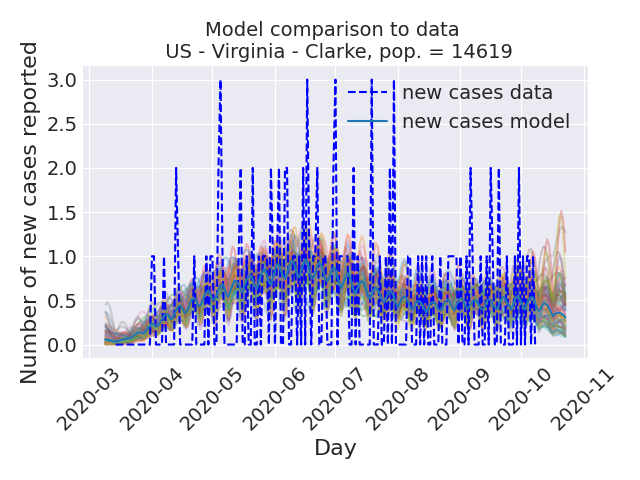 Model comparison to data
US - Virginia - Clarke, pop. = 14619
Number of new cases reported
3.0
2.5
2.0
1.5
1.0
0.5
0.0
new cases data
new cases model
2020-03
2020-04
2020-05
2020-06
2020-07
2020-08
2020-09
2020-10
2020-11
Day